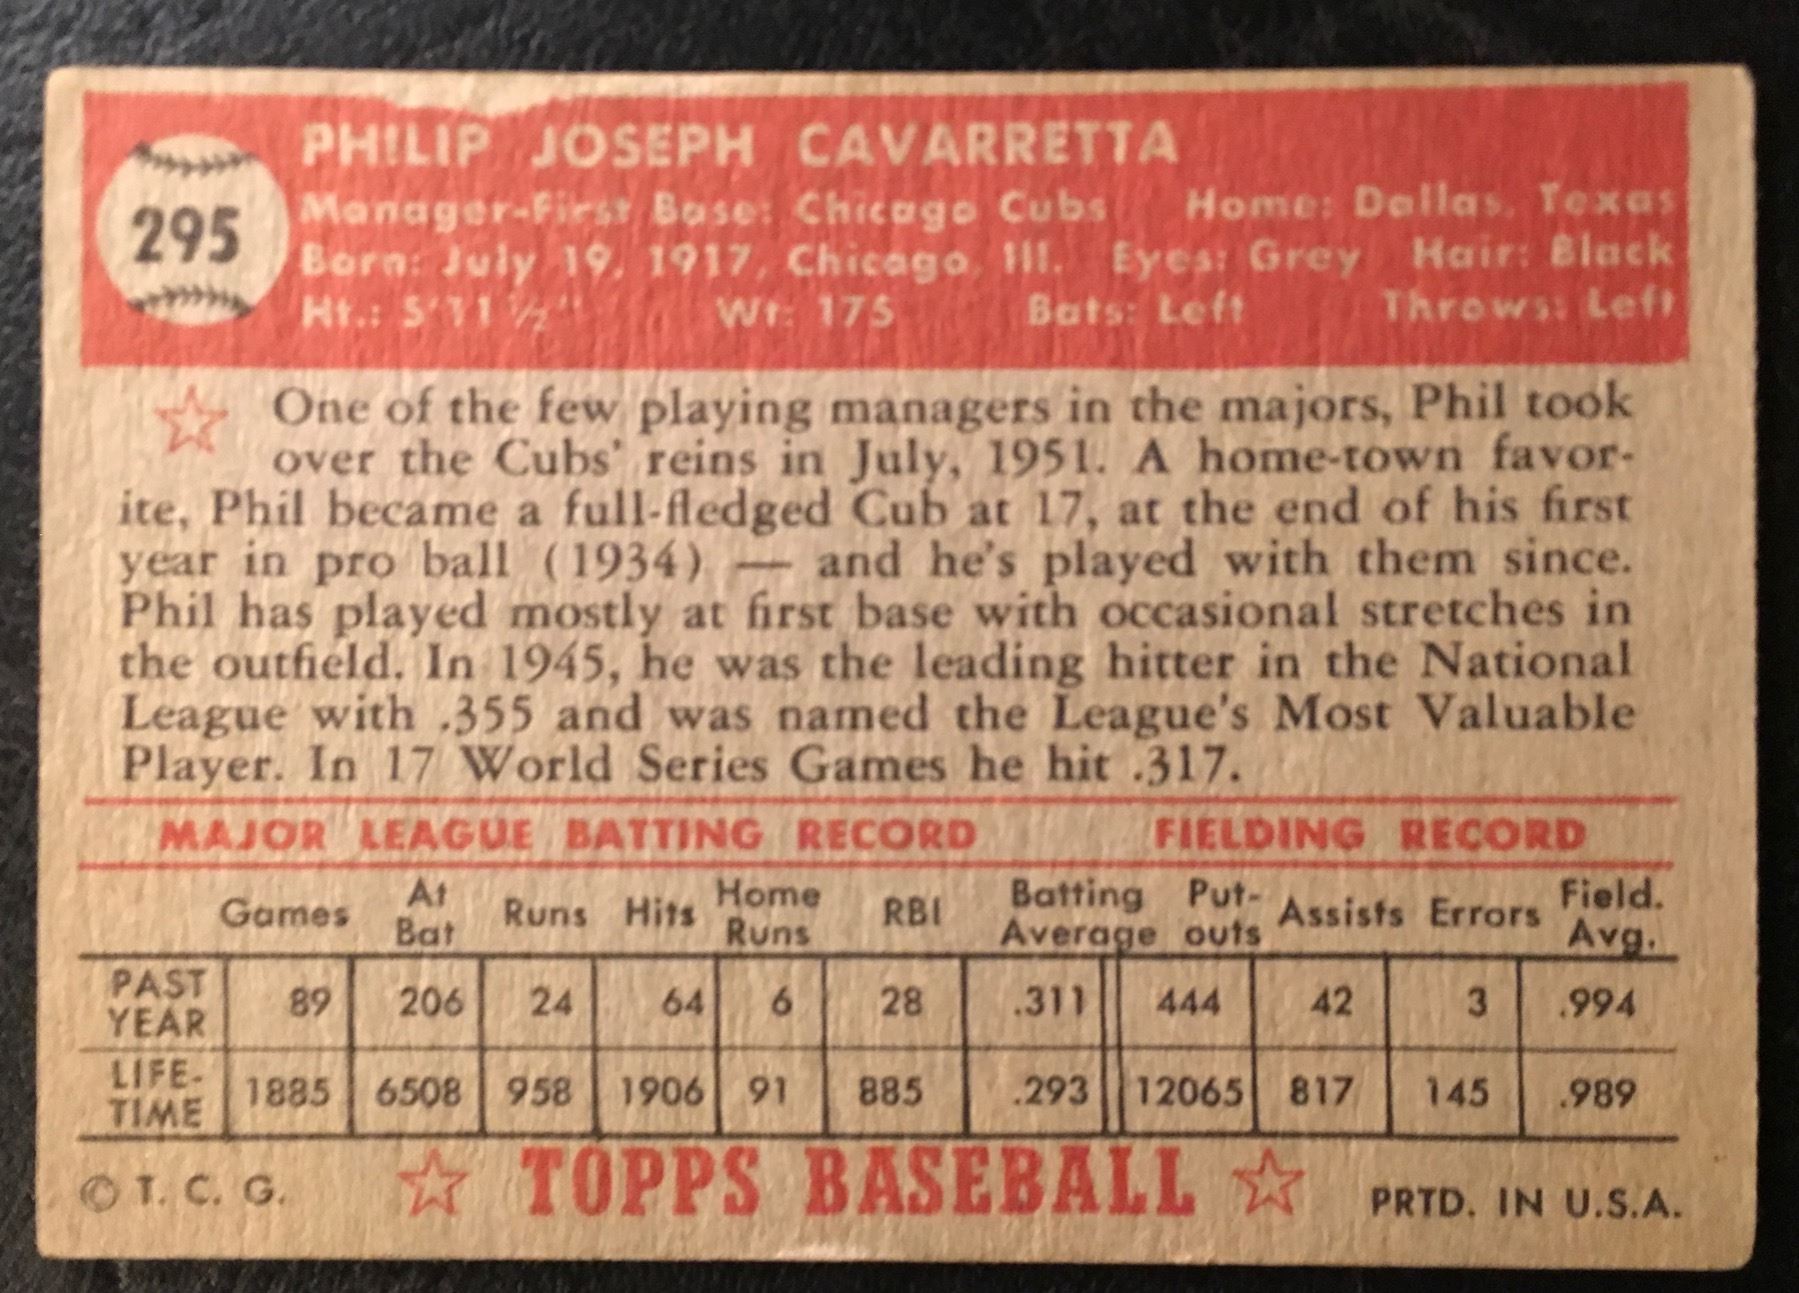 295
PHILIP JOSEPH CAVARRETTA
Manager-First Base: Chicago Cubs Home: Dallas, Texas
Born: July 19, 1917, Chicago, Ill. Eyes: Grey Hair: Black
Ht.: 5'11 ½" Wt: 175 Bats: Left Throws: Left
One of the few playing managers in the majors, Phil took
over the Cubs' reins in July, 1951. A home-town favor-
ite, Phil became a full-fledged Cub at 17, at the end of his first
year in pro ball (1934) — and he's played with them since.
Phil has played mostly at first base with occasional stretches in
the outfield. In 1945, he was the leading hitter in the National
League with .355 and was named the League's Most Valuable
Player. In 17 World Series Games he hit .317.
MAJOR LEAGUE BATTING RECORD FIELDING RECORD
Games At Bat Runs Hits Home Runs RBI Batting Average Put-outs Assists Errors Field. Avg.
PAST YEAR 89 206 24 64 6 28 .311 444 42 3 .994
LIFE-TIME 1885 6508 958 1906 91 885 .293 12065 817 145 .989
© T. C. G. TOPPS BASEBALL PRTD. IN U.S.A.